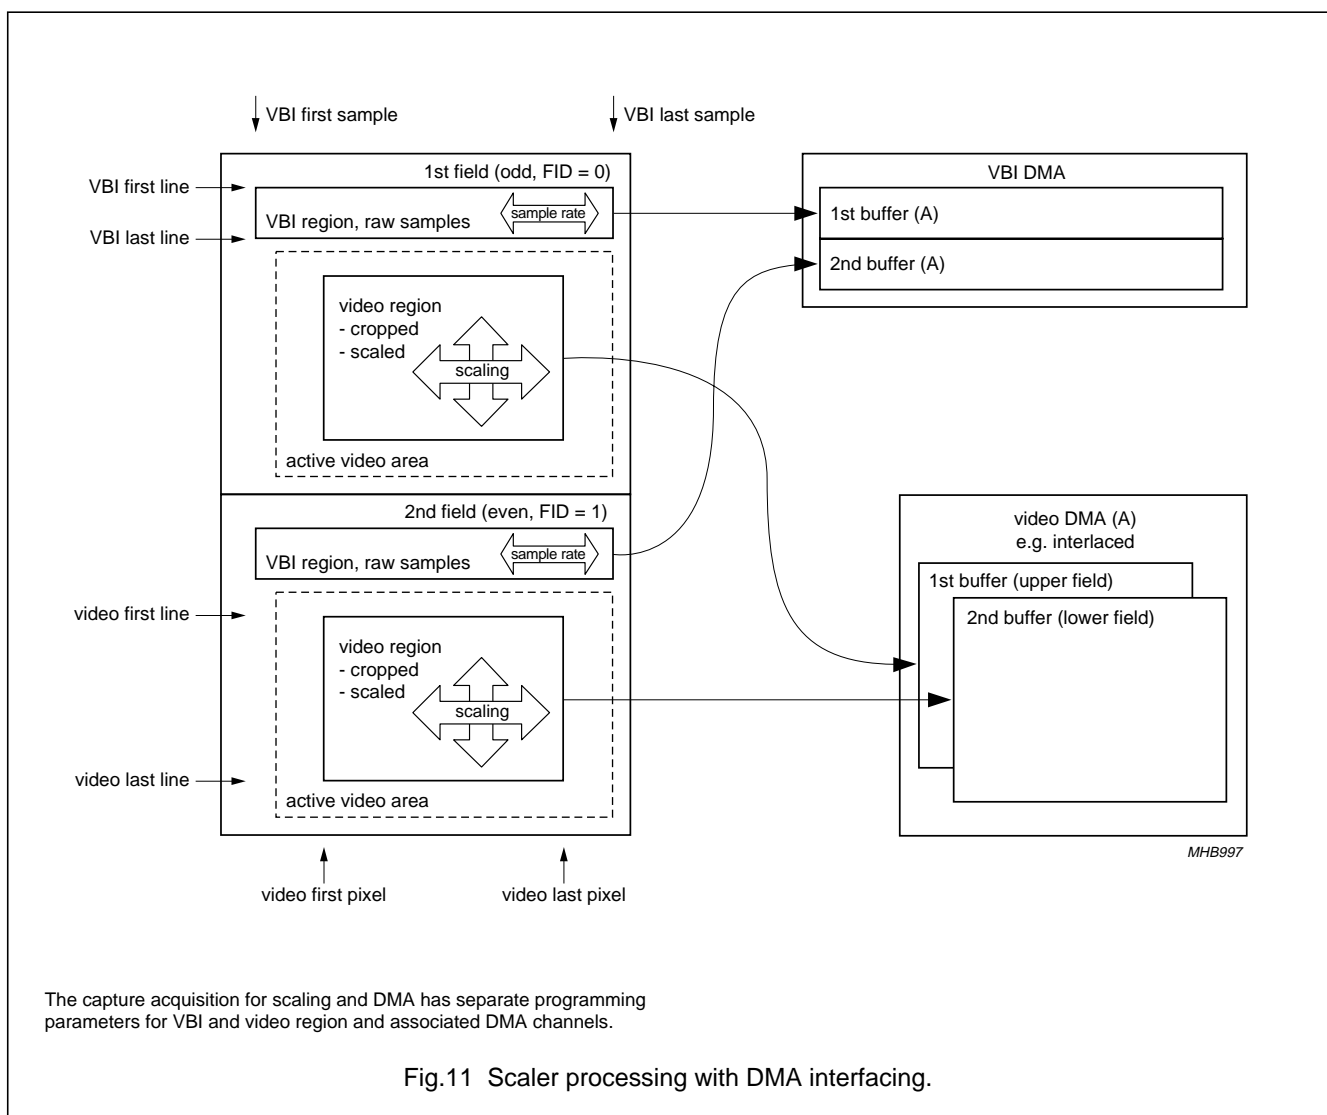 VBI first sample
VBI last sample
1st field (odd, FID = 0)
VBI DMA
VBI first line
VBI region, raw samples
sample rate
1st buffer (A)
VBI last line
2nd buffer (A)
video region
- cropped
- scaled
scaling
active video area
2nd field (even, FID = 1)
VBI region, raw samples
sample rate
video DMA (A)
e.g. interlaced
1st buffer (upper field)
2nd buffer (lower field)
video first line
video region
- cropped
- scaled
scaling
video last line
active video area
MHB997
video first pixel
video last pixel
The capture acquisition for scaling and DMA has separate programming
parameters for VBI and video region and associated DMA channels.
Fig.11 Scaler processing with DMA interfacing.